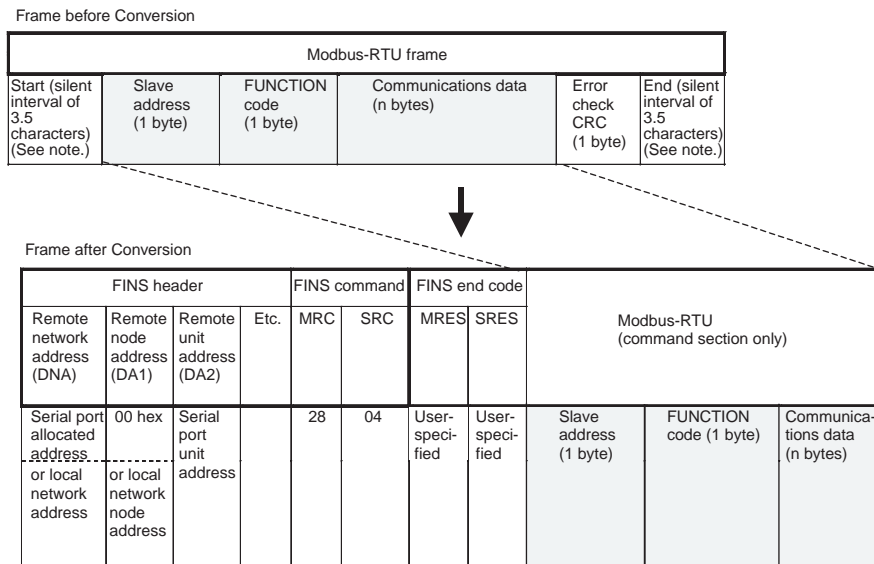 Frame before Conversion
Modbus-RTU frame
Start (silent
interval of
3.5
characters)
(See note.)
Slave
address
(1 byte)
FUNCTION
code
(1 byte)
Communications data
(n bytes)
Error
check
CRC
(1 byte)
End (silent
interval of
3.5
characters)
(See note.)
Frame after Conversion
FINS header
FINS command
FINS end code
Modbus-RTU
(command section only)
Remote
network
address
(DNA)
Remote
node
address
(DA1)
Remote
unit
address
(DA2)
Etc.
MRC
SRC
MRES
SRES
Serial port
allocated
address
or local
network
address
00 hex
or local
network
node
address
Serial
port
unit
address
28
04
User-
speci-
fied
User-
speci-
fied
Slave
address
(1 byte)
FUNCTION
code (1 byte)
Communica-
tions data
(n bytes)